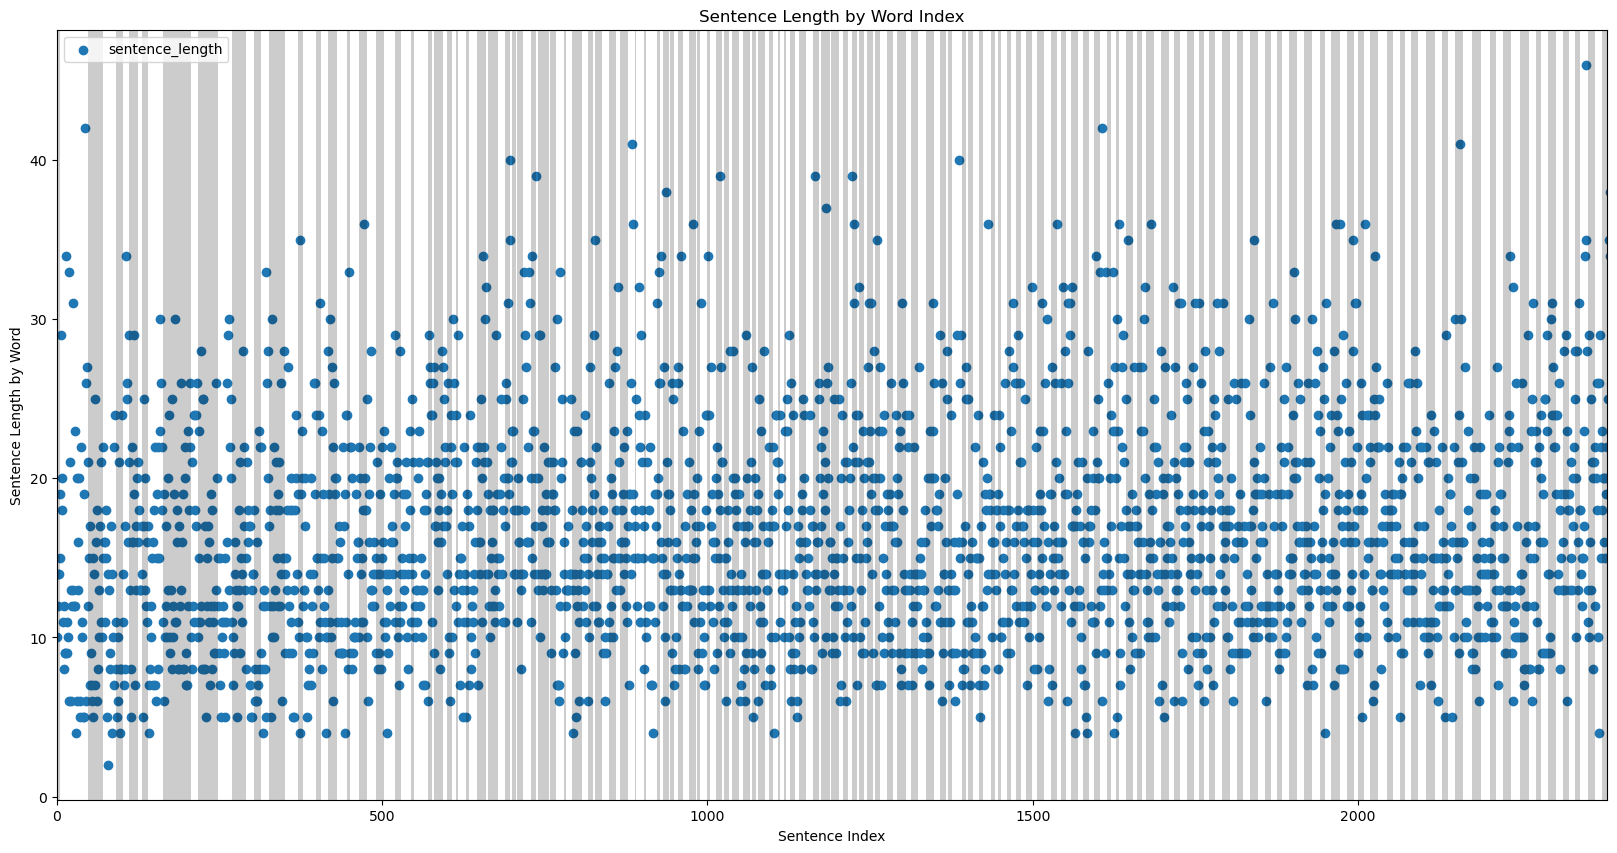 Sentence Length by Word Index
sentence_length
40
30
20
10
0
Sentence Length by Word
0 500 1000 1500 2000
Sentence Index